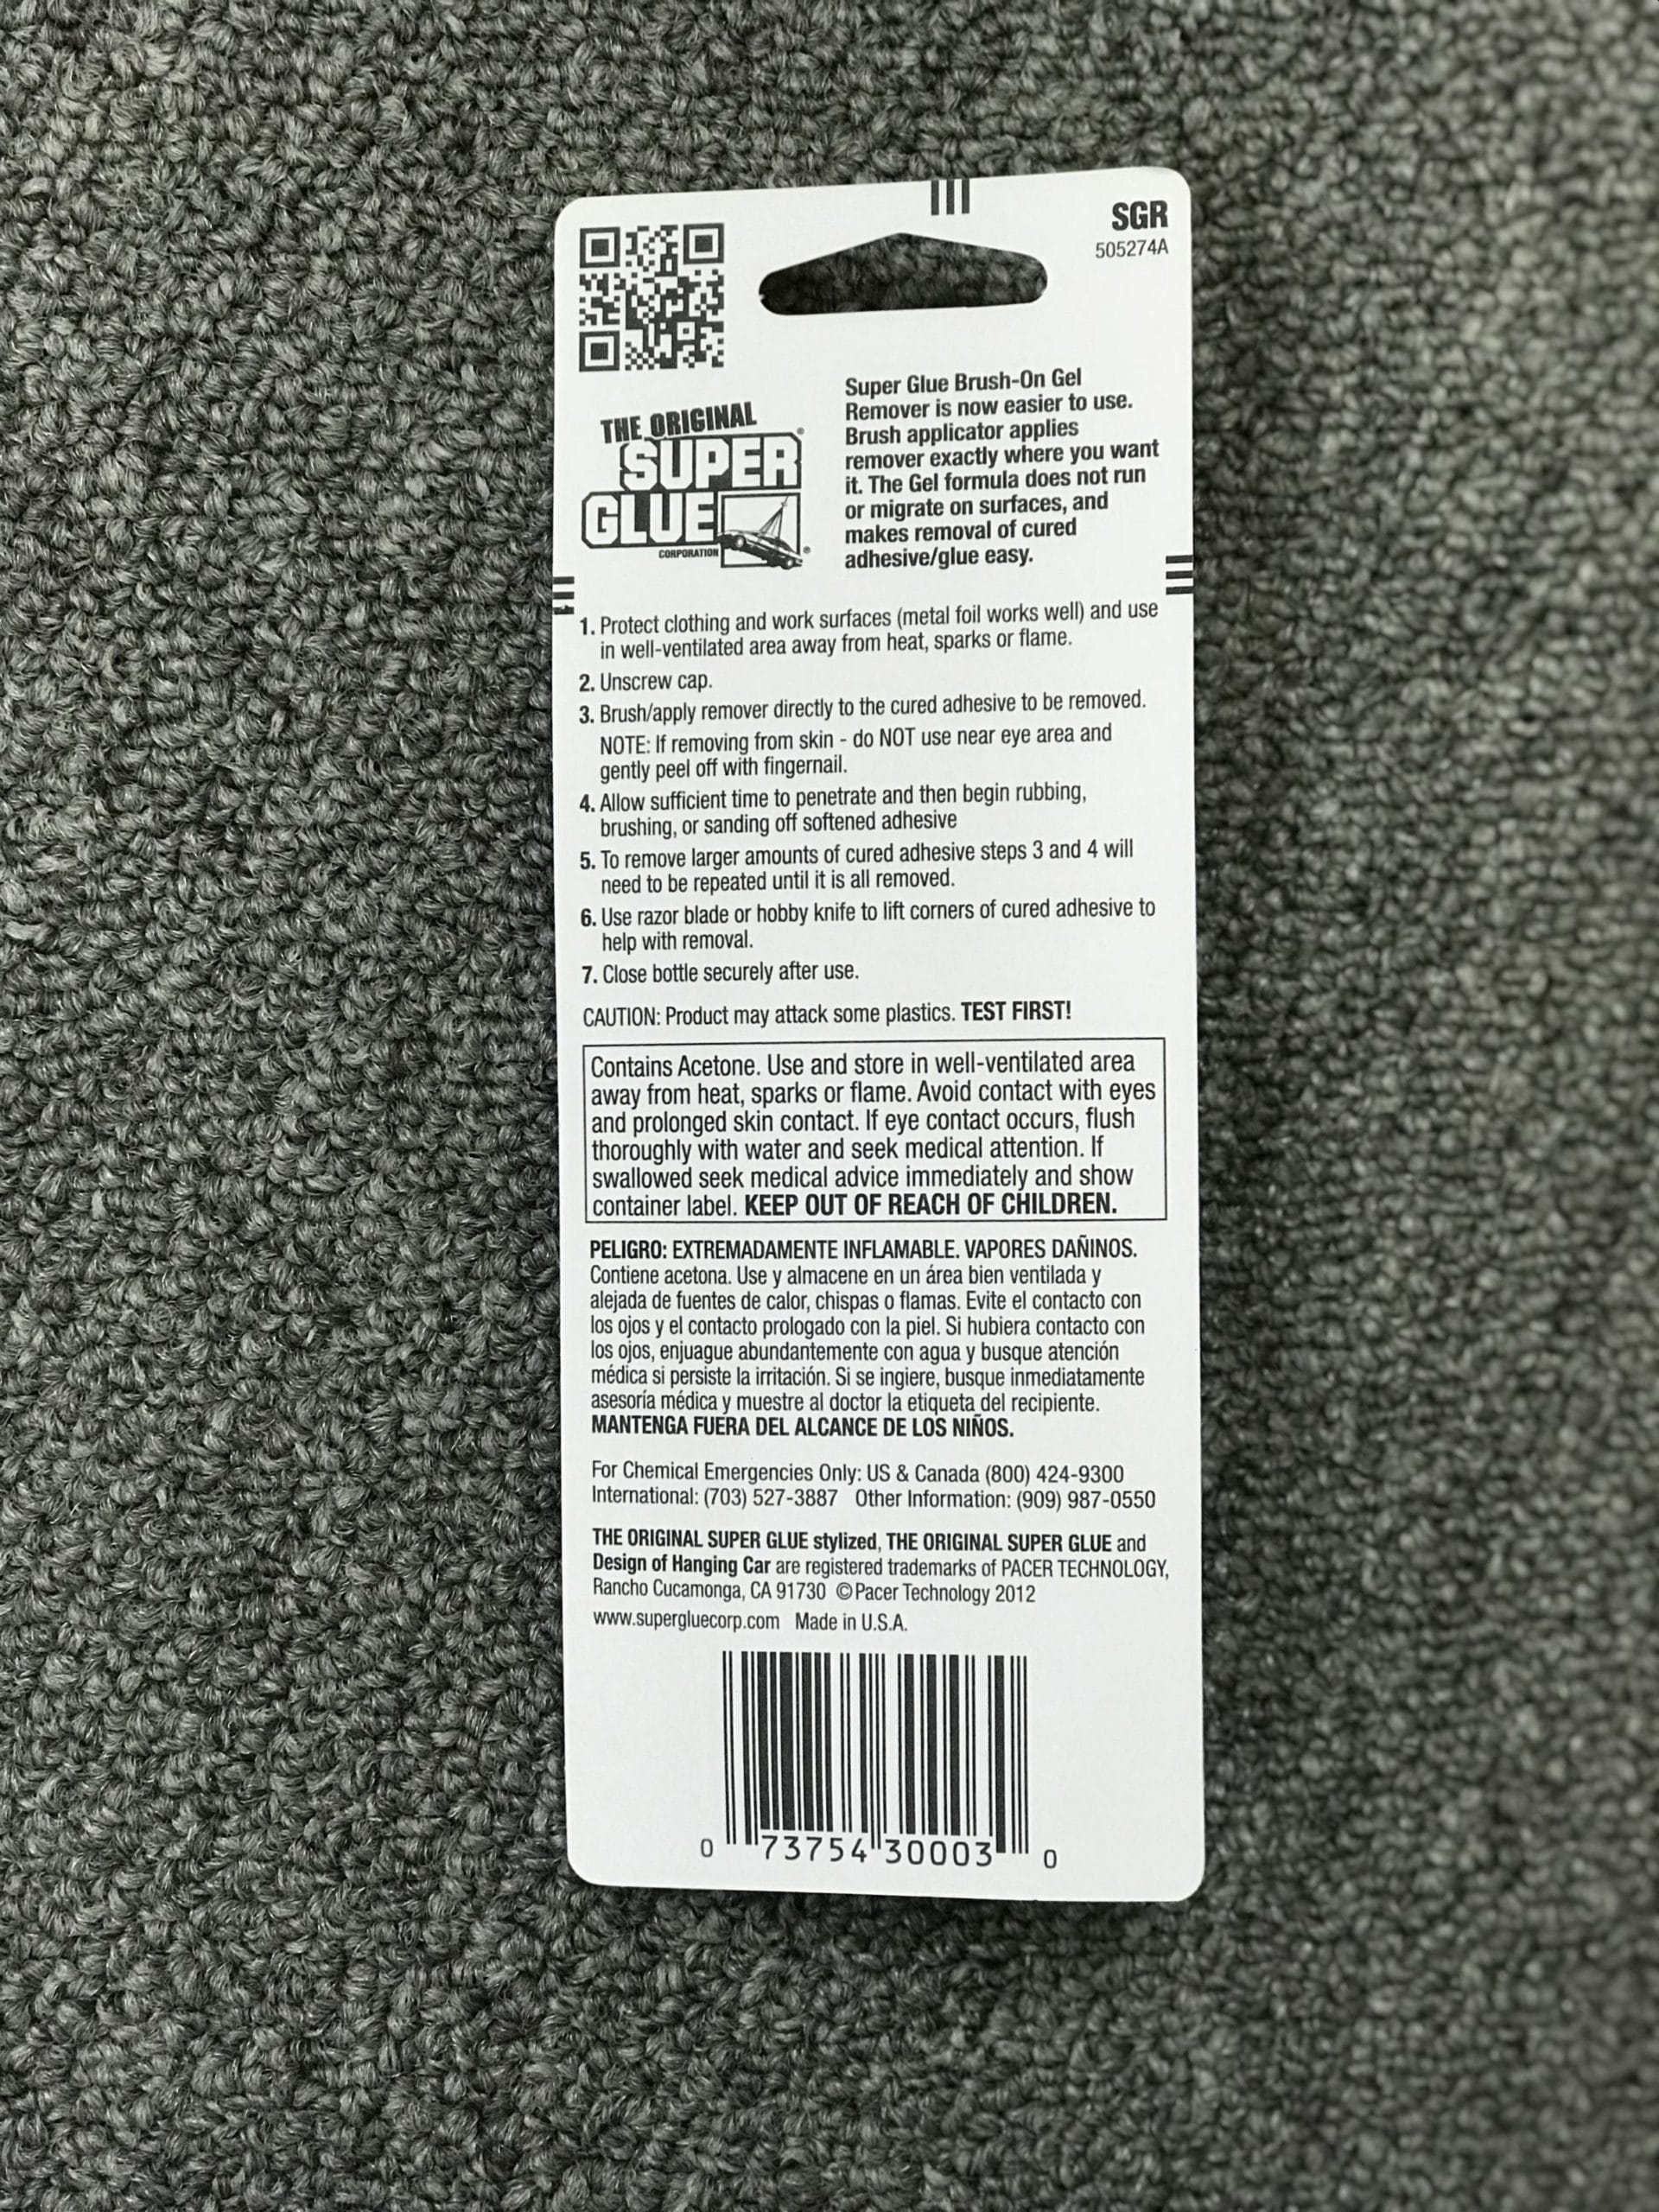 SGR
505274A
THE ORIGINAL
SUPER
GLUE
CORPORATION
Super Glue Brush-On Gel
Remover is now easier to use.
Brush applicator applies
remover exactly where you want
it. The Gel formula does not run
or migrate on surfaces, and
makes removal of cured
adhesive/glue easy.
1. Protect clothing and work surfaces (metal foil works well) and use
in well-ventilated area away from heat, sparks or flame.
2. Unscrew cap.
3. Brush/apply remover directly to the cured adhesive to be removed.
NOTE: If removing from skin - do NOT use near eye area and
gently peel off with fingernail.
4. Allow sufficient time to penetrate and then begin rubbing,
brushing, or sanding off softened adhesive
5. To remove larger amounts of cured adhesive steps 3 and 4 will
need to be repeated until it is all removed.
6. Use razor blade or hobby knife to lift corners of cured adhesive to
help with removal.
7. Close bottle securely after use.
CAUTION: Product may attack some plastics. TEST FIRST!
Contains Acetone. Use and store in well-ventilated area
away from heat, sparks or flame. Avoid contact with eyes
and prolonged skin contact. If eye contact occurs, flush
thoroughly with water and seek medical attention. If
swallowed seek medical advice immediately and show
container label. KEEP OUT OF REACH OF CHILDREN.
PELIGRO: EXTREMADAMENTE INFLAMABLE. VAPORES DAÑINOS.
Contiene acetona. Use y almacene en un área bien ventilada y
alejada de fuentes de calor, chispas o flamas. Evite el contacto con
los ojos y el contacto prologado con la piel. Si hubiera contacto con
los ojos, enjuague abundantemente con agua y busque atención
médica si persiste la irritación. Si se ingiere, busque inmediatamente
asesoría médica y muestre al doctor la etiqueta del recipiente.
MANTENGA FUERA DEL ALCANCE DE LOS NIÑOS.
For Chemical Emergencies Only: US & Canada (800) 424-9300
International: (703) 527-3887 Other Information: (909) 987-0550
THE ORIGINAL SUPER GLUE stylized, THE ORIGINAL SUPER GLUE and
Design of Hanging Car are registered trademarks of PACER TECHNOLOGY,
Rancho Cucamonga, CA 91730 ©Pacer Technology 2012
www.supergluecorp.com Made in U.S.A.
0 73754 30003 0